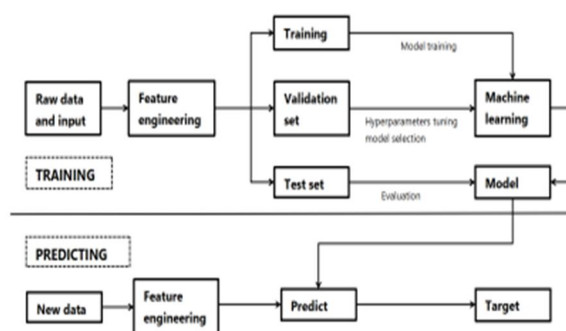 Training
Model training
Raw data
and input
Feature
engineering
Validation
set
Hyperparameters tuning
model selection
Machine
learning
TRAINING
Test set
Evaluation
Model
PREDICTING
New data
Feature
engineering
Predict
Target